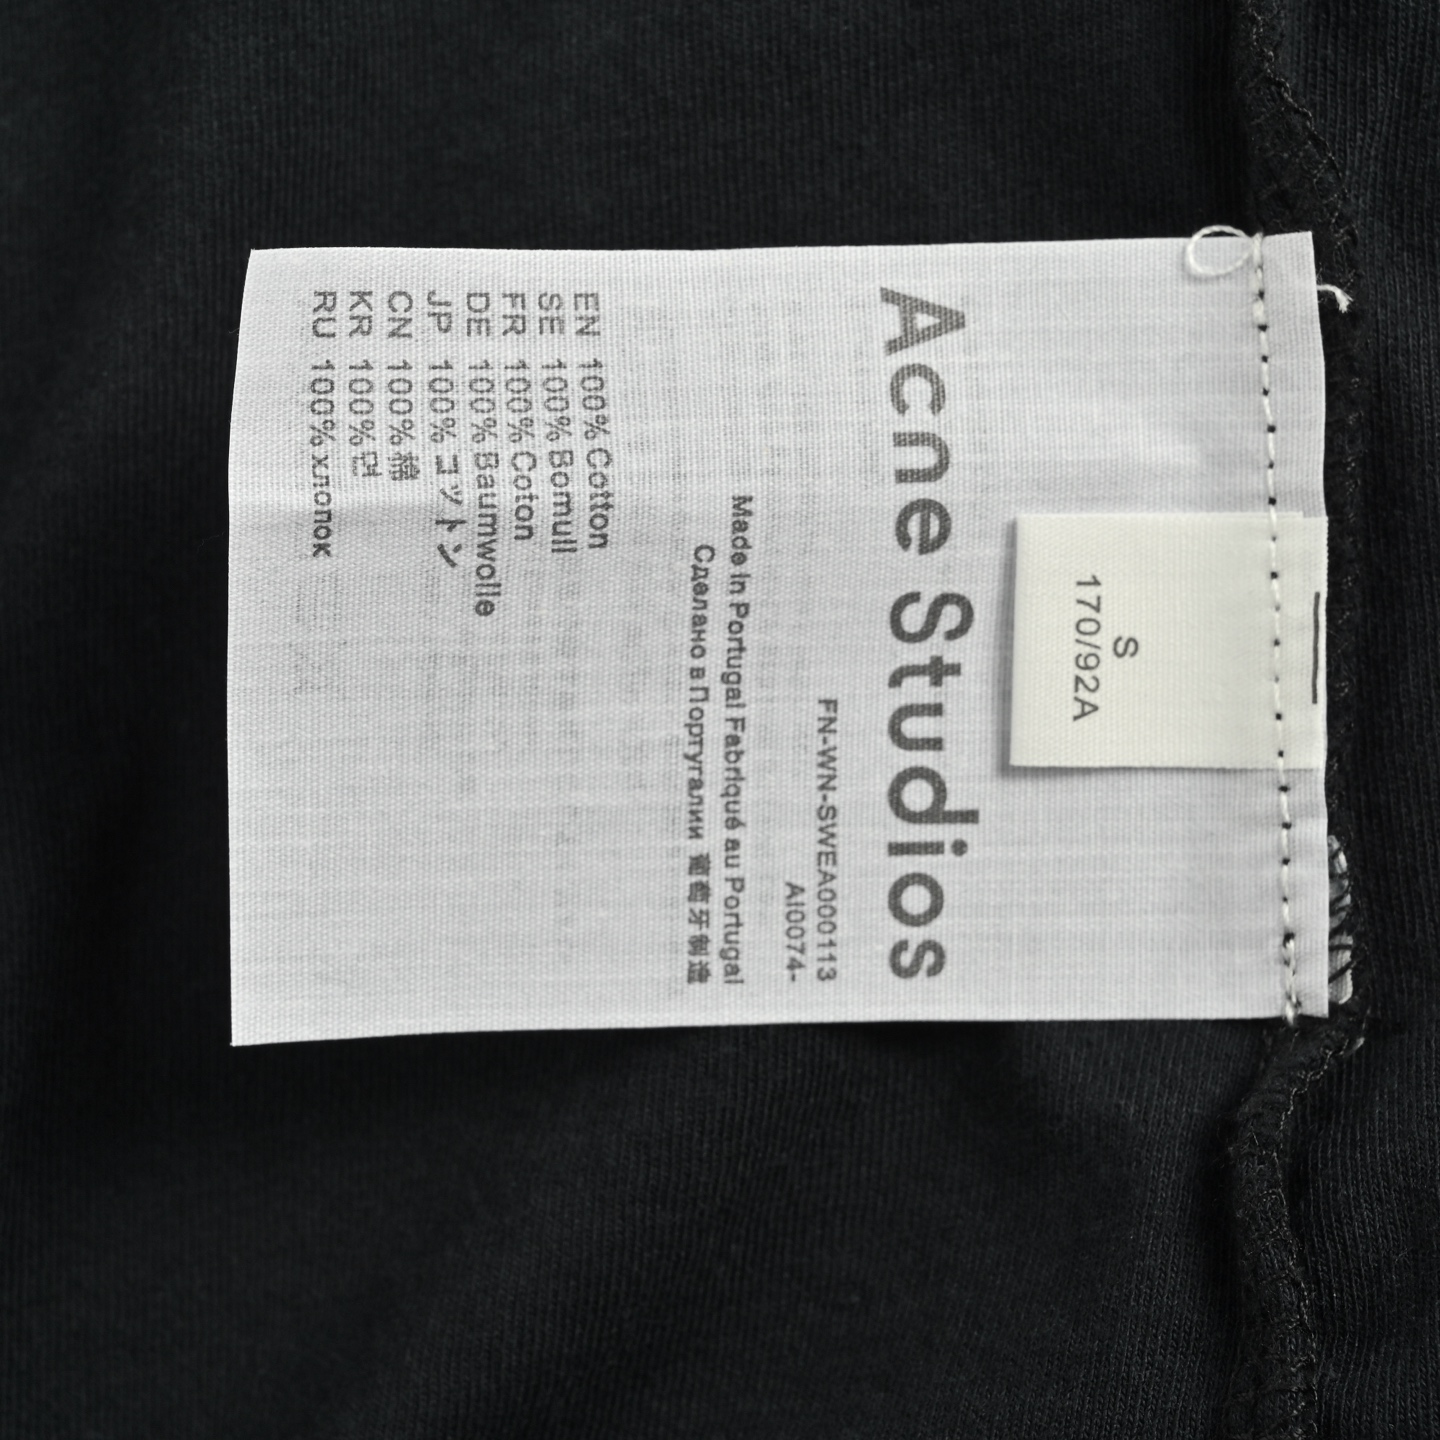 S
170/92A
Acne Studios
FN-WN-SWEA000113
AI0074-
Made in Portugal Fabriqué au Portugal
Сделано в Португалии 葡萄牙制造
EN 100% Cotton
SE 100% Bomull
FR 100% Coton
DE 100% Baumwolle
JP 100% コットン
CN 100% 棉
KR 100% 면
RU 100% хлопок